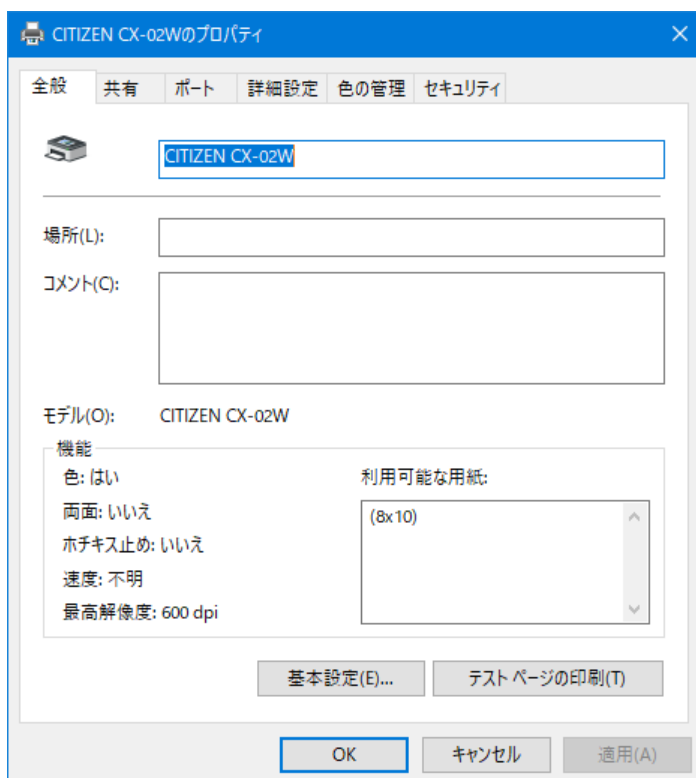 CITIZEN CX-02Wのプロパティ
全般 共有 ポート 詳細設定 色の管理 セキュリティ
CITIZEN CX-02W
場所(L):
コメント(C):
モデル(O): CITIZEN CX-02W
機能
色: はい
両面: いいえ
ホチキス止め: いいえ
速度: 不明
最高解像度: 600 dpi
利用可能な用紙:
(8x10)
基本設定(E)... テスト ページの印刷(T)
OK キャンセル 適用(A)